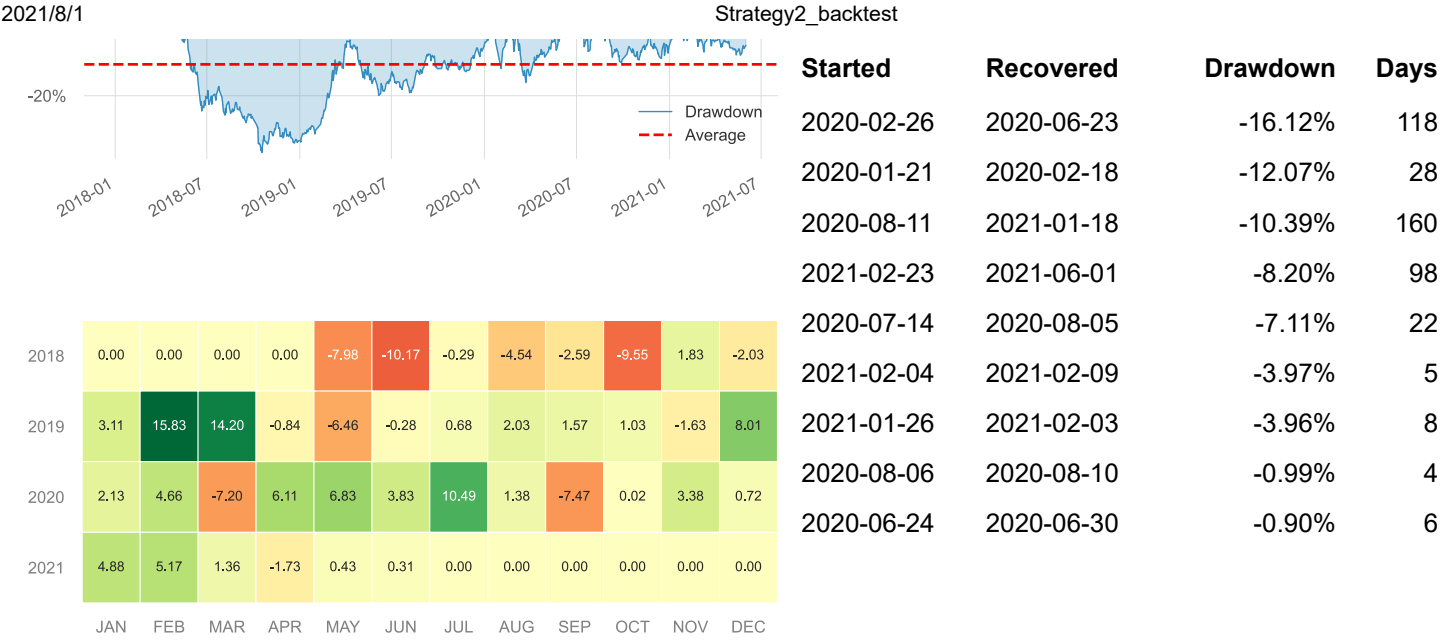 2021/8/1 Strategy2_backtest
-20%
Drawdown
Average
2018-01 2018-07 2019-01 2019-07 2020-01 2020-07 2021-01 2021-07
2018 0.00 0.00 0.00 0.00 -7.98 -10.17 -0.29 -4.54 -2.59 -9.55 1.83 -2.03
2019 3.11 15.83 14.20 -0.84 -6.46 -0.28 0.68 2.03 1.57 1.03 -1.63 8.01
2020 2.13 4.66 -7.20 6.11 6.83 3.83 10.49 1.38 -7.47 0.02 3.38 0.72
2021 4.88 5.17 1.36 -1.73 0.43 0.31 0.00 0.00 0.00 0.00 0.00 0.00
JAN FEB MAR APR MAY JUN JUL AUG SEP OCT NOV DEC
Started Recovered Drawdown Days
2020-02-26 2020-06-23 -16.12% 118
2020-01-21 2020-02-18 -12.07% 28
2020-08-11 2021-01-18 -10.39% 160
2021-02-23 2021-06-01 -8.20% 98
2020-07-14 2020-08-05 -7.11% 22
2021-02-04 2021-02-09 -3.97% 5
2021-01-26 2021-02-03 -3.96% 8
2020-08-06 2020-08-10 -0.99% 4
2020-06-24 2020-06-30 -0.90% 6